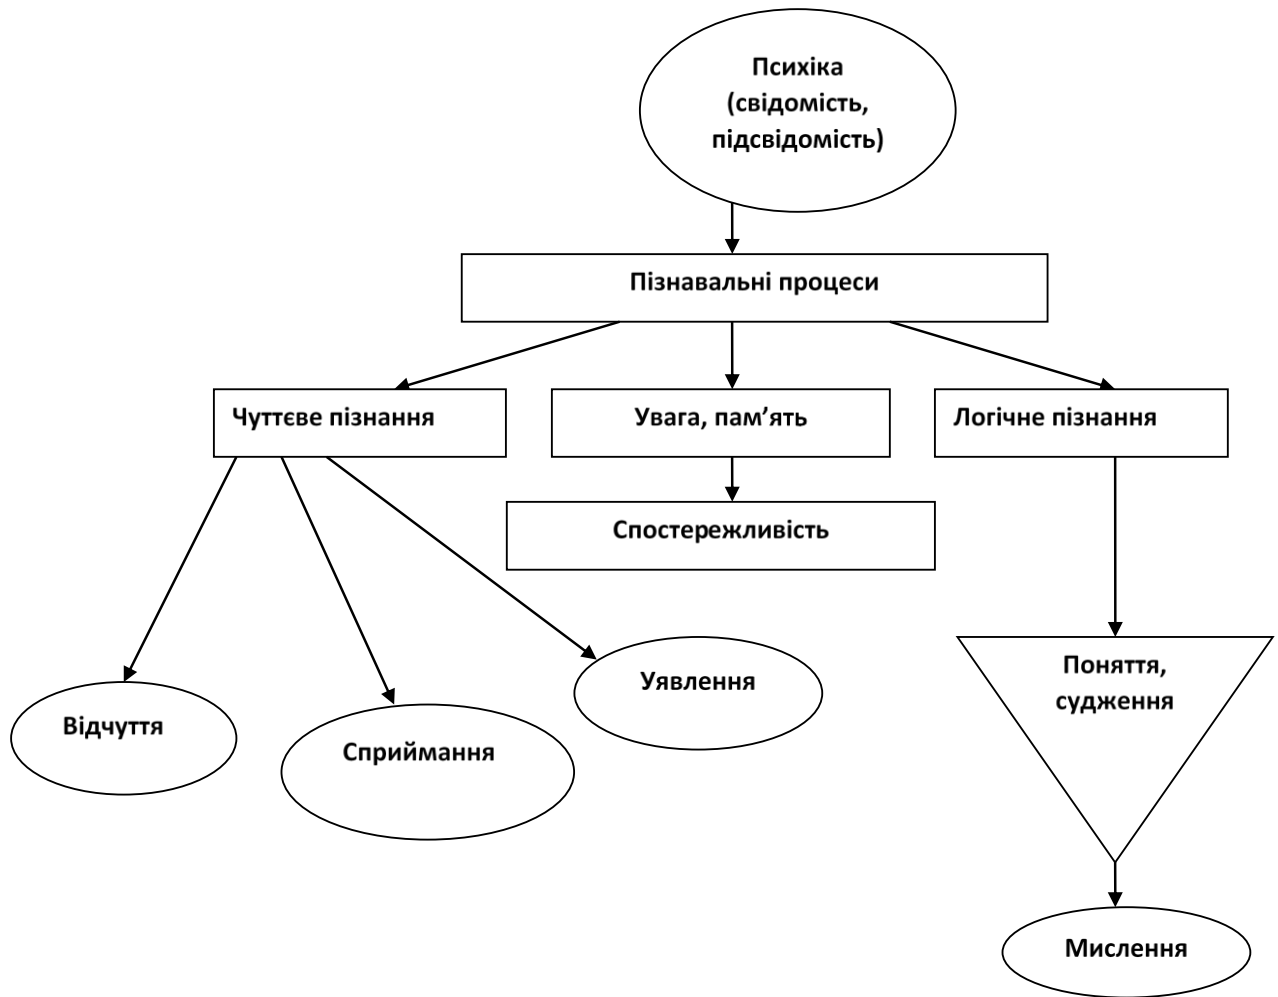 Психіка
(свідомість,
підсвідомість)
Пізнавальні процеси
Чуттєве пізнання
Увага, пам’ять
Логічне пізнання
Спостережливість
Відчуття
Сприймання
Уявлення
Поняття,
судження
Мислення